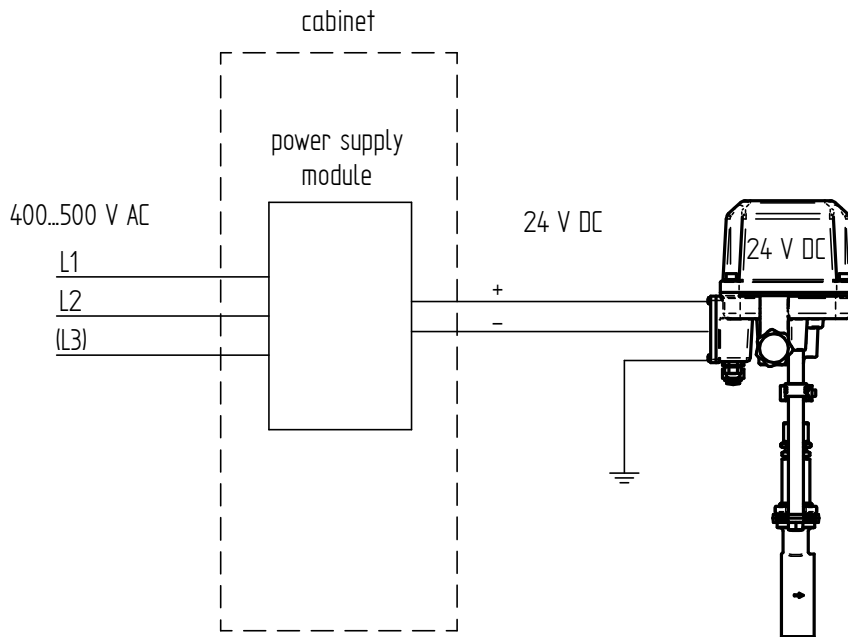 cabinet
power supply
module
400...500 V AC
L1
L2
(L3)
24 V DC
+
−
24 V DC